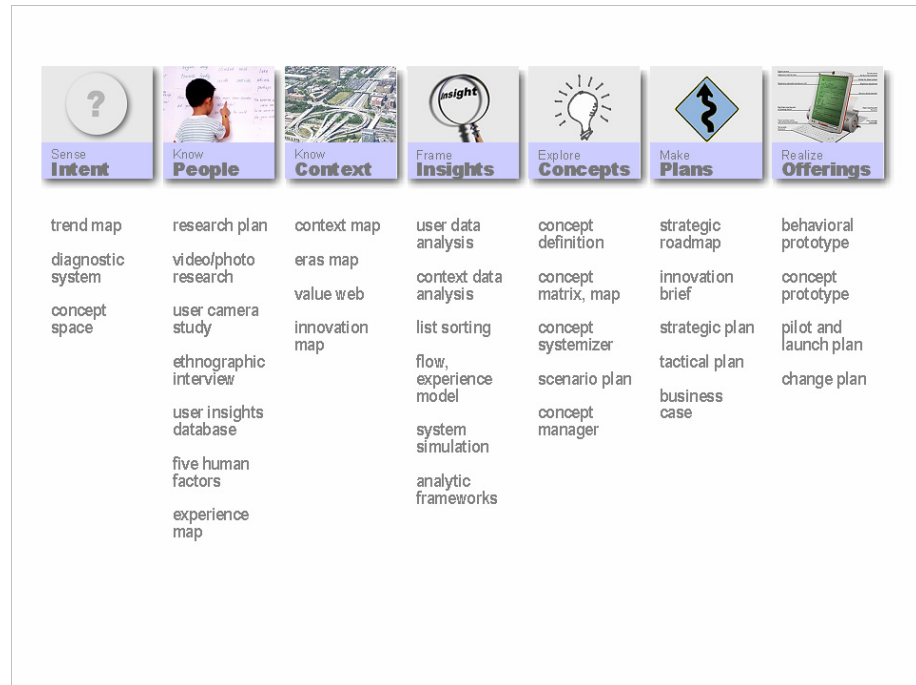 ?
insight
Sense
Intent
Know
People
Know
Context
Frame
Insights
Explore
Concepts
Make
Plans
Realize
Offerings
trend map
diagnostic
system
concept
space
research plan
video/photo
research
user camera
study
ethnographic
interview
user insights
database
five human
factors
experience
map
context map
eras map
value web
innovation
map
user data
analysis
context data
analysis
list sorting
flow,
experience
model
system
simulation
analytic
frameworks
concept
definition
concept
matrix, map
concept
systemizer
scenario plan
concept
manager
strategic
roadmap
innovation
brief
strategic plan
tactical plan
business
case
behavioral
prototype
concept
prototype
pilot and
launch plan
change plan